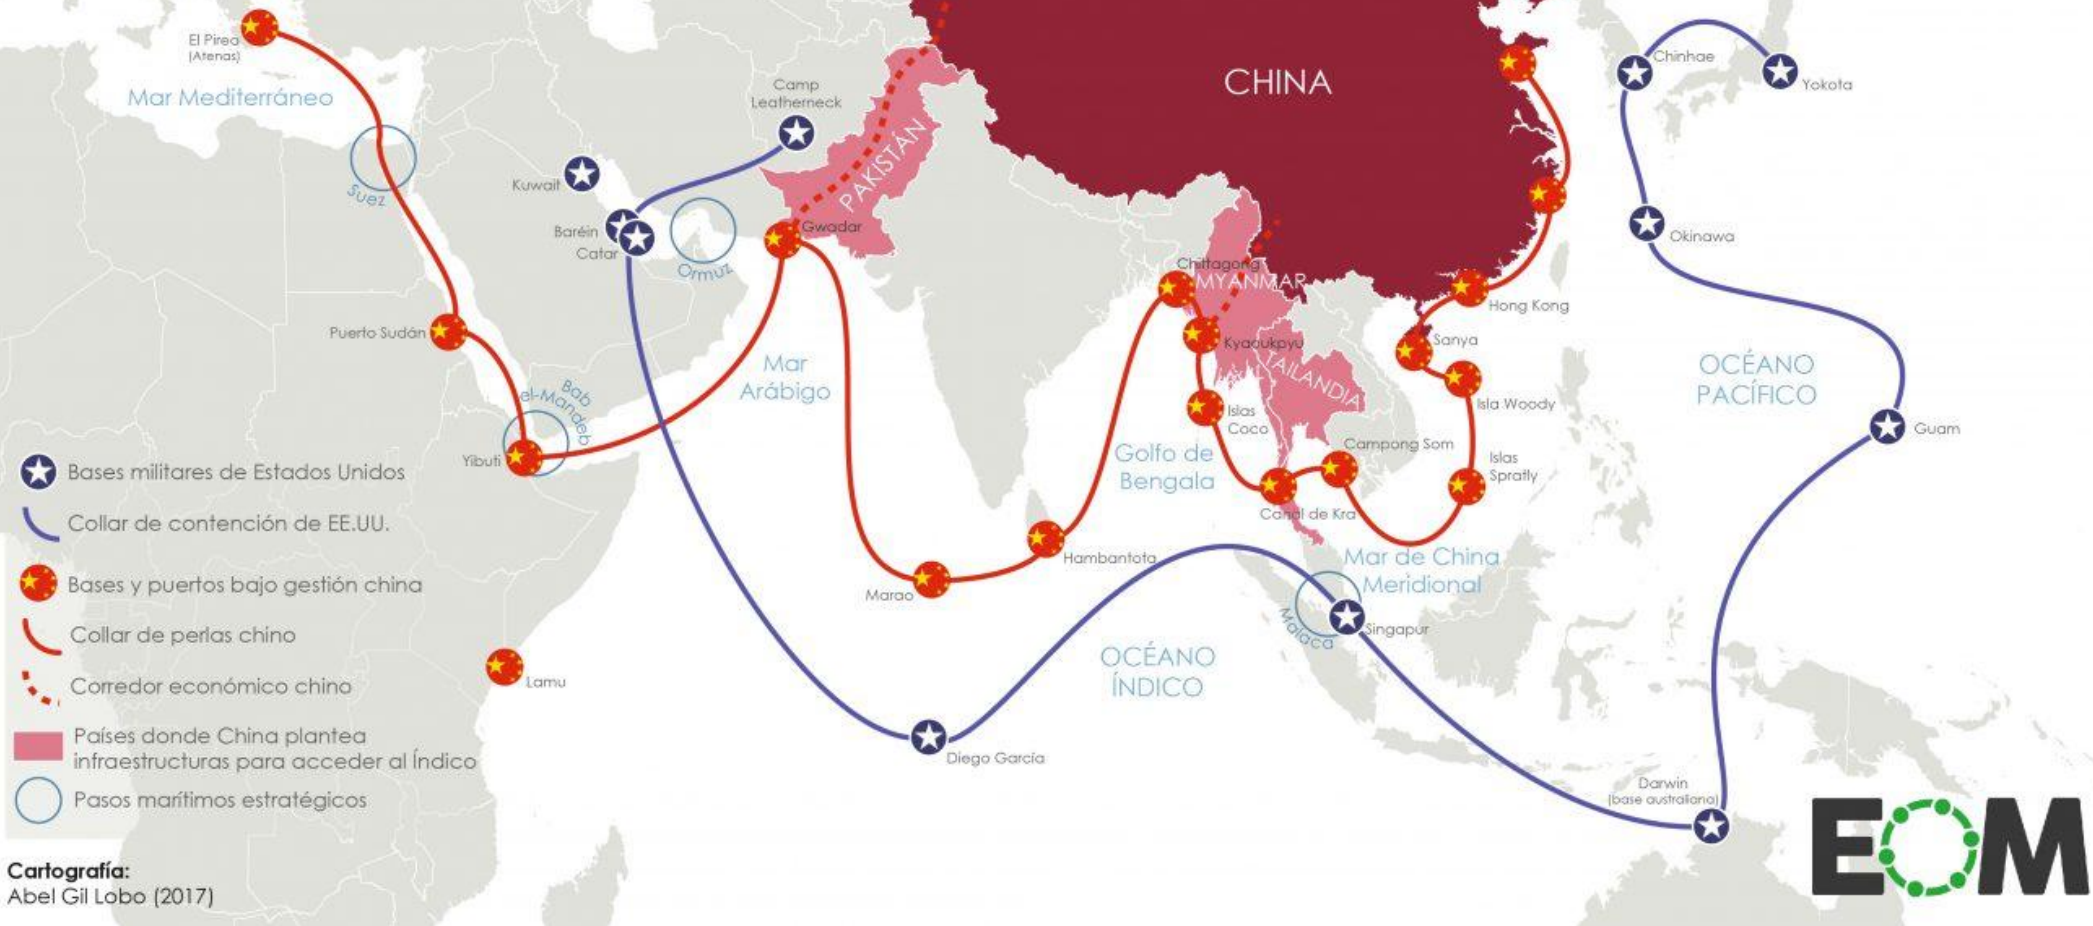 El Pirea
(Atenas)
Mar Mediterráneo
Suez
Kuwait
Baréin
Catar
Ormuz
Camp
Leatherneck
PAKISTÁN
Gwadar
CHINA
Chinhae
Yokota
Okinawa
Chittagong
MYANMAR
Kyaoukpyu
TAILANDIA
Hong Kong
Sanya
Isla Woody
Islas
Spratly
Campong Som
Islas
Coco
Canal de Kra
Golfo de
Bengala
Mar
Arábigo
Puerto Sudán
Bab
el-Mandeb
Yibuti
OCÉANO
PACÍFICO
Guam
Marao
Hambantota
Mar de China
Meridional
Malaca
Singapur
OCÉANO
ÍNDICO
Lamu
Diego García
Darwin
(base australiana)
Bases militares de Estados Unidos
Collar de contención de EE.UU.
Bases y puertos bajo gestión china
Collar de perlas chino
Corredor económico chino
Países donde China plantea
infraestructuras para acceder al Índico
Pasos marítimos estratégicos
Cartografía:
Abel Gil Lobo (2017)
EOM